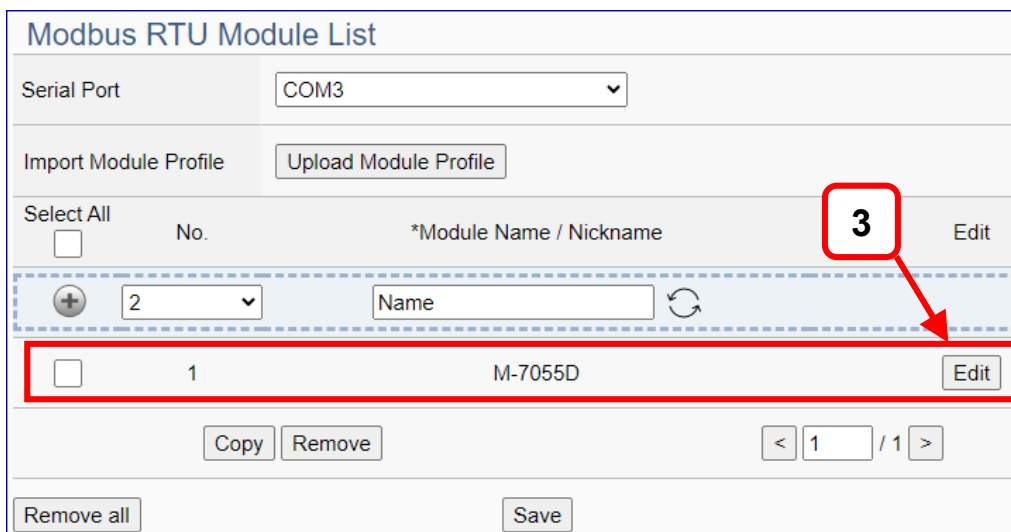 Modbus RTU Module List
Serial Port COM3
Import Module Profile Upload Module Profile
Select All No. *Module Name / Nickname 3 Edit
2 Name
1 M-7055D Edit
Copy Remove < 1 / 1 >
Remove all Save